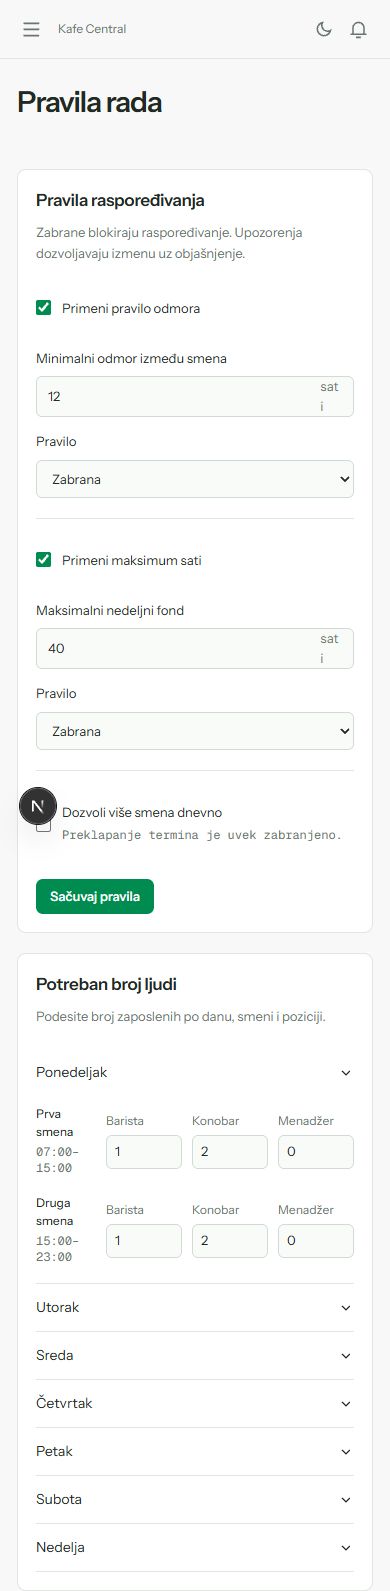 Kafe Central
Pravila rada
Pravila raspoređivanja
Zabrane blokiraju raspoređivanje. Upozorenja
dozvoljavaju izmenu uz objašnjenje.
Primeni pravilo odmora
Minimalni odmor između smena
12
sat
i
Pravilo
Zabrana
Primeni maksimum sati
Maksimalni nedeljni fond
40
sat
i
Pravilo
Zabrana
N
Dozvoli više smena dnevno
Preklapanje termina je uvek zabranjeno.
Sačuvaj pravila
Potreban broj ljudi
Podesite broj zaposlenih po danu, smeni i poziciji.
Ponedeljak
Prva
smena
07:00–
15:00
Barista Konobar Menadžer
1 2 0
Druga
smena
15:00–
23:00
Barista Konobar Menadžer
1 2 0
Utorak
Sreda
Četvrtak
Petak
Subota
Nedelja